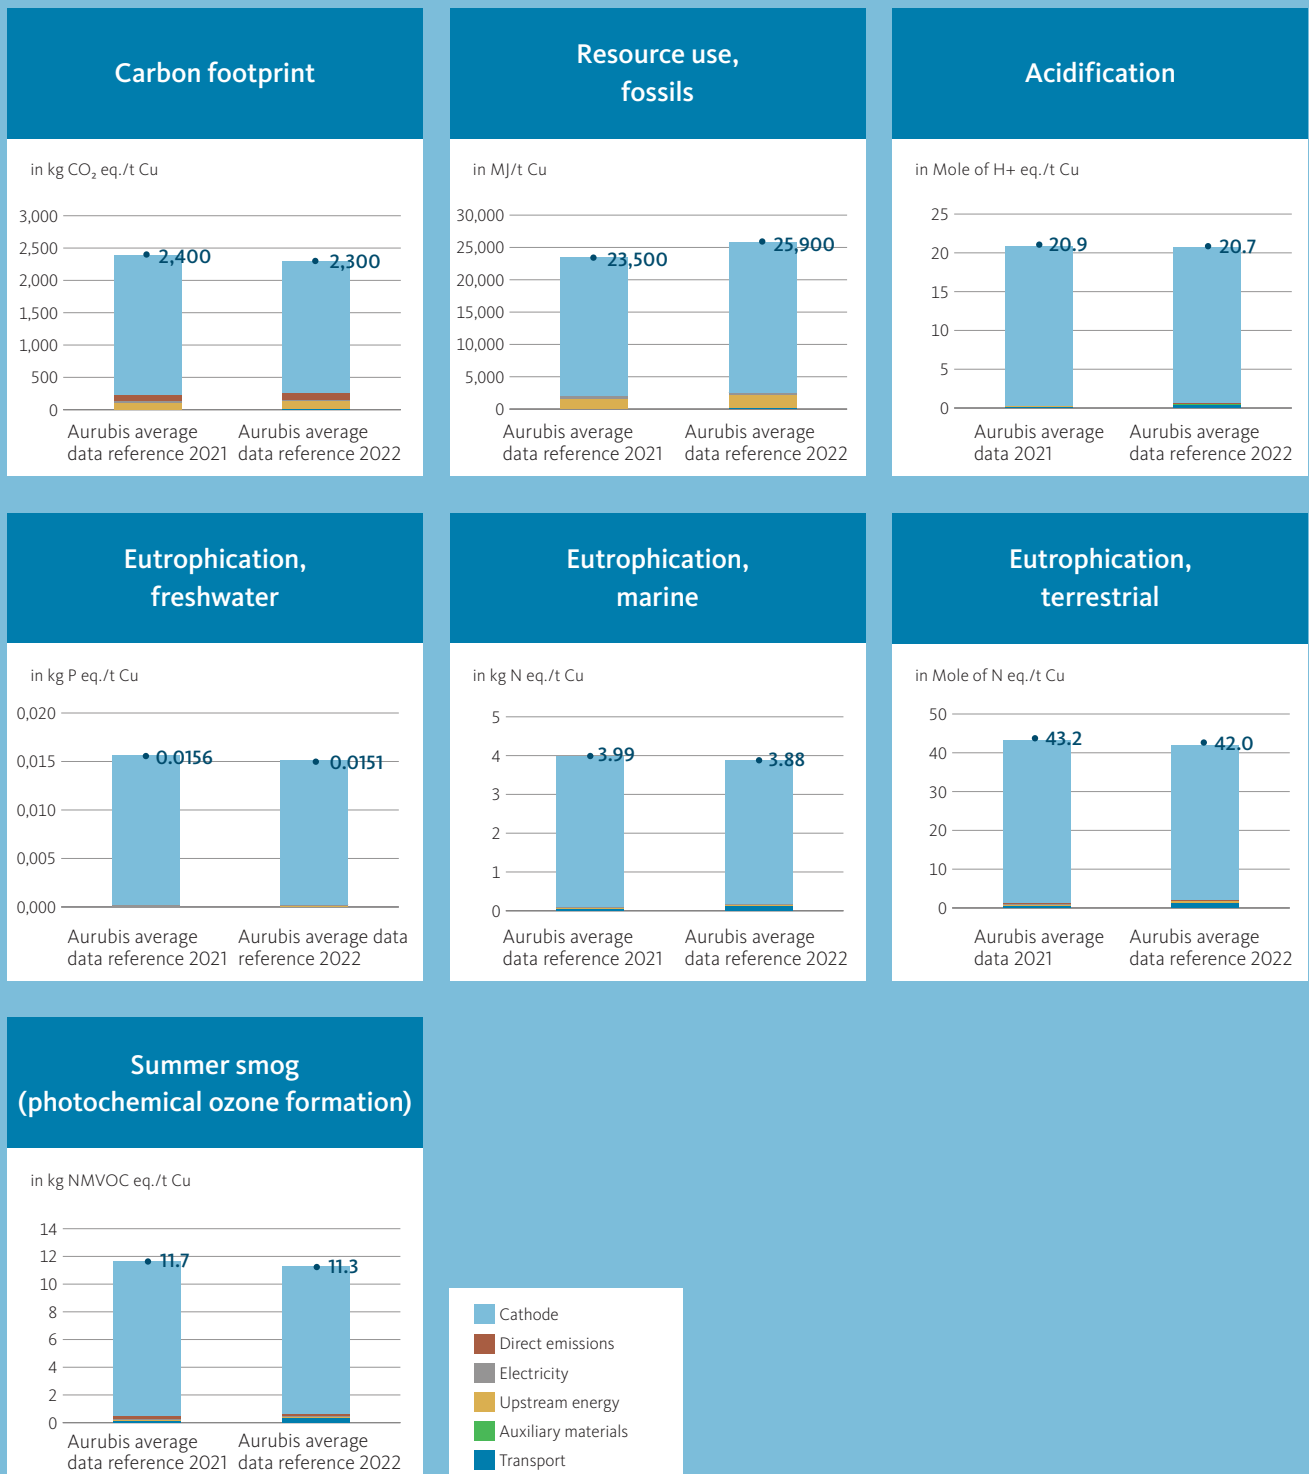 Carbon footprint
in kg CO₂ eq./t Cu
3,000
2,500
2,000
1,500
1,000
500
0
2,400
2,300
Aurubis average
data reference 2021
Aurubis average
data reference 2022
Resource use,
fossils
in MJ/t Cu
30,000
25,000
20,000
15,000
10,000
5,000
0
23,500
25,900
Aurubis average
data reference 2021
Aurubis average
data reference 2022
Acidification
in Mole of H+ eq./t Cu
25
20
15
10
5
0
20.9
20.7
Aurubis average
data 2021
Aurubis average
data reference 2022
Eutrophication,
freshwater
in kg P eq./t Cu
0,020
0,015
0,010
0,005
0,000
0.0156
0.0151
Aurubis average
data reference 2021
Aurubis average data
reference 2022
Eutrophication,
marine
in kg N eq./t Cu
5
4
3
2
1
0
3.99
3.88
Aurubis average
data reference 2021
Aurubis average
data reference 2022
Eutrophication,
terrestrial
in Mole of N eq./t Cu
50
40
30
20
10
0
43.2
42.0
Aurubis average
data 2021
Aurubis average
data reference 2022
Summer smog
(photochemical ozone formation)
in kg NMVOC eq./t Cu
14
12
10
8
6
4
2
0
11.7
11.3
Aurubis average
data reference 2021
Aurubis average
data reference 2022
Cathode
Direct emissions
Electricity
Upstream energy
Auxiliary materials
Transport